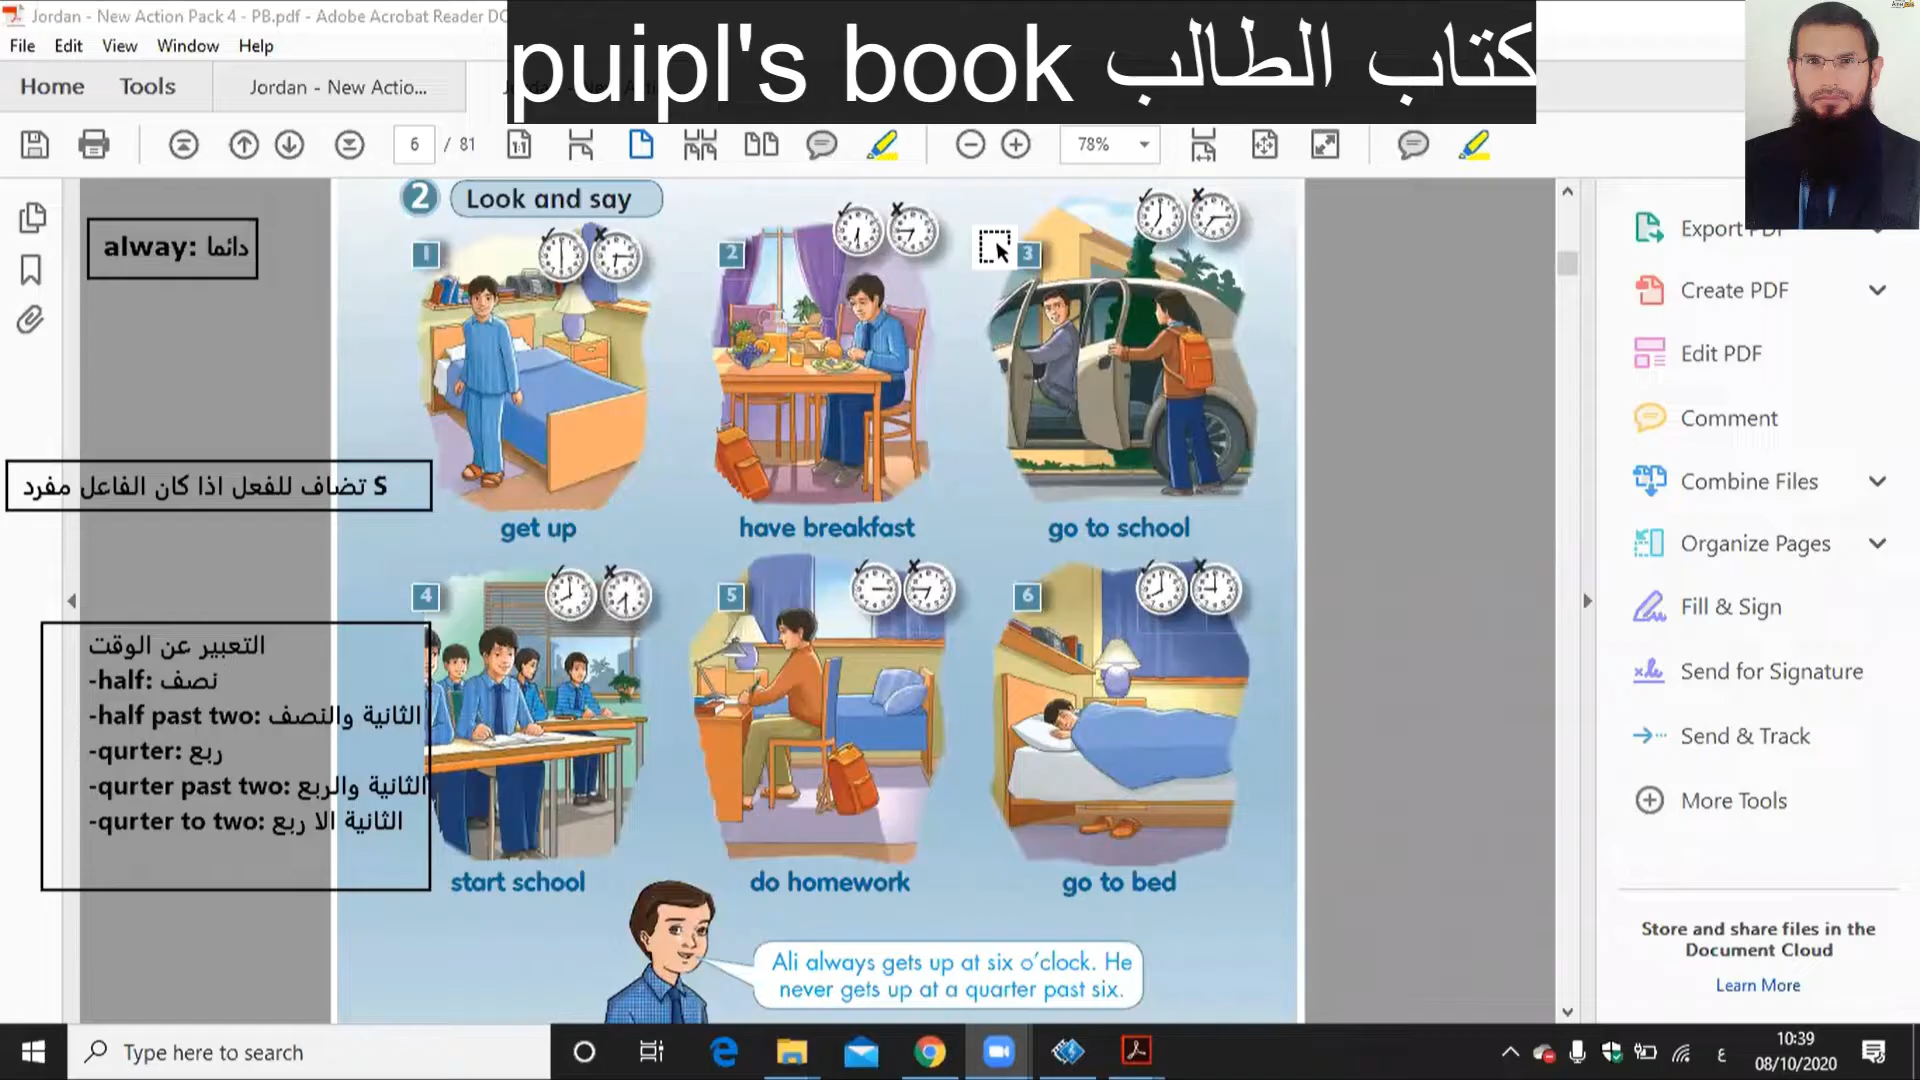 Jordan - New Action Pack 4 - PB.pdf - Adobe Acrobat Reader DC
File Edit View Window Help
puipl's book كتاب الطالب
Home Tools Jordan - New Actio...
6 / 81
78%
2 Look and say
alway: دائما
1
2
3
S تضاف للفعل اذا كان الفاعل مفرد
get up
have breakfast
go to school
4
5
6
التعبير عن الوقت
-half: نصف
-half past two: الثانية والنصف
-qurter: ربع
-qurter past two: الثانية والربع
-qurter to two: الثانية الا ربع
start school
do homework
go to bed
Ali always gets up at six o'clock. He
never gets up at a quarter past six.
Export PDF
Create PDF
Edit PDF
Comment
Combine Files
Organize Pages
Fill & Sign
Send for Signature
Send & Track
More Tools
Store and share files in the
Document Cloud
Learn More
Type here to search
ع
10:39
08/10/2020